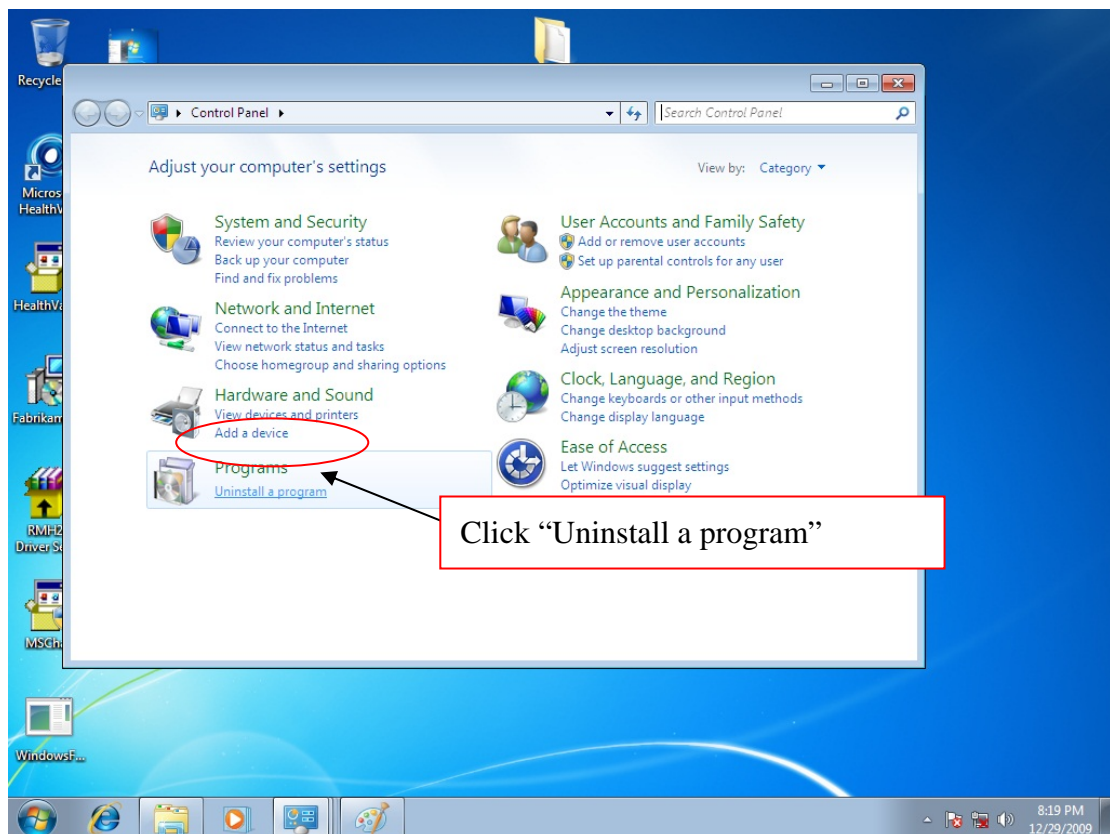 Recycle
Control Panel
Search Control Panel
Adjust your computer's settings
View by: Category
Micros
HealthV
System and Security
Review your computer's status
Back up your computer
Find and fix problems
User Accounts and Family Safety
Add or remove user accounts
Set up parental controls for any user
HealthVa
Network and Internet
Connect to the Internet
View network status and tasks
Choose homegroup and sharing options
Appearance and Personalization
Change the theme
Change desktop background
Adjust screen resolution
Fabrikam
Hardware and Sound
View devices and printers
Add a device
Clock, Language, and Region
Change keyboards or other input methods
Change display language
Programs
Uninstall a program
Ease of Access
Let Windows suggest settings
Optimize visual display
RMH2
Driver Se
Click “Uninstall a program”
MSCh
WindowsF...
8:19 PM
12/29/2009